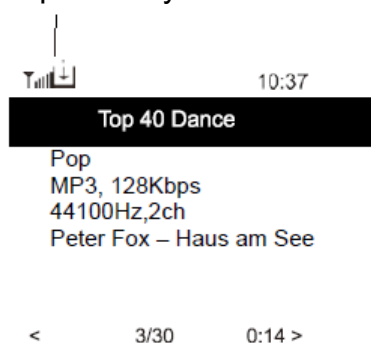 10:37
Top 40 Dance
Pop
MP3, 128Kbps
44100Hz,2ch
Peter Fox – Haus am See
< 3/30 0:14 >